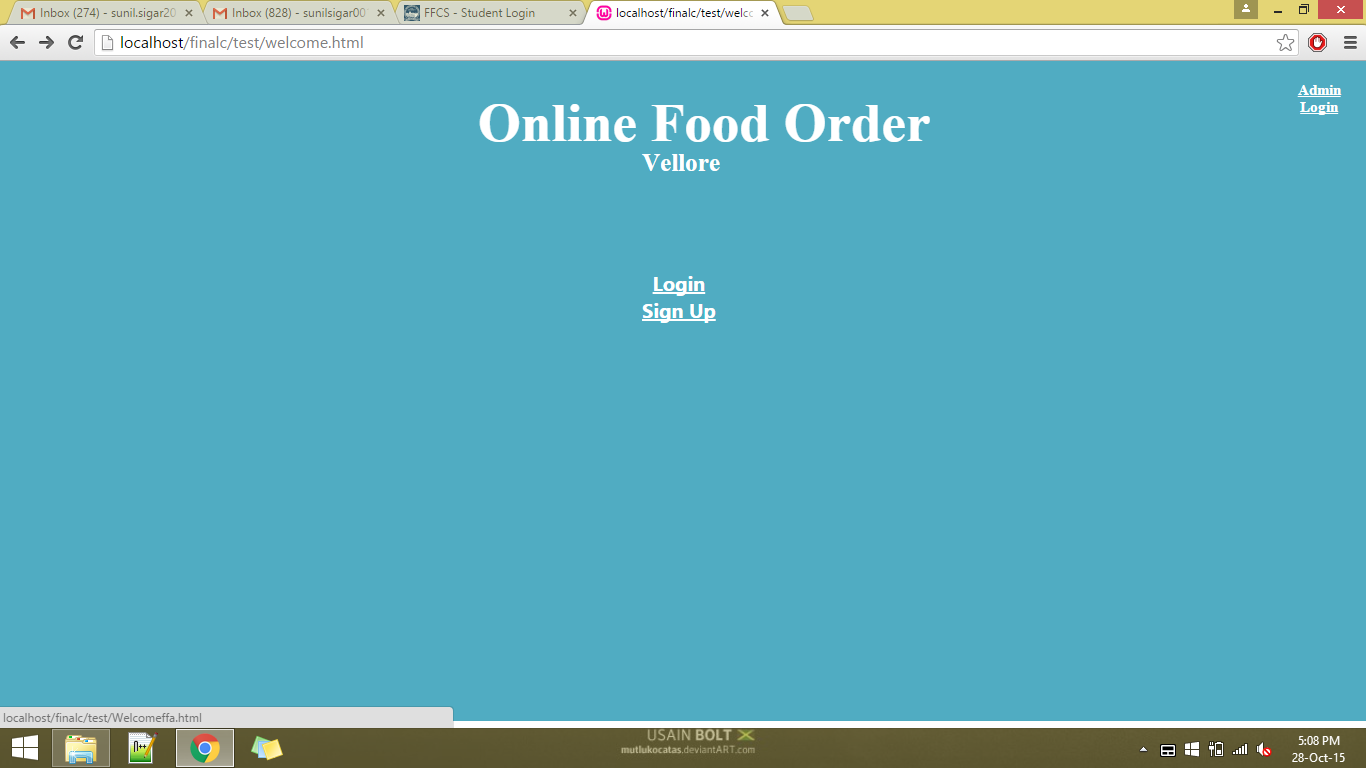 Inbox (274) - sunil.sigar20
Inbox (828) - sunilsigar00
FFCS - Student Login
localhost/finalc/test/welc
localhost/finalc/test/welcome.html
Admin
Login
Online Food Order
Vellore
Login
Sign Up
localhost/finalc/test/Welcomeffa.html
USAIN BOLT
mutlukocatas.deviantART.com
5:08 PM
28-Oct-15